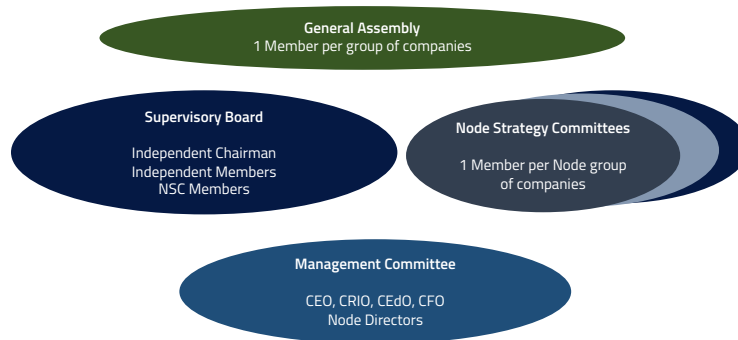 General Assembly
1 Member per group of companies
Supervisory Board
Independent Chairman
Independent Members
NSC Members
Node Strategy Committees
1 Member per Node group
of companies
Management Committee
CEO, CRIO, CEdO, CFO
Node Directors